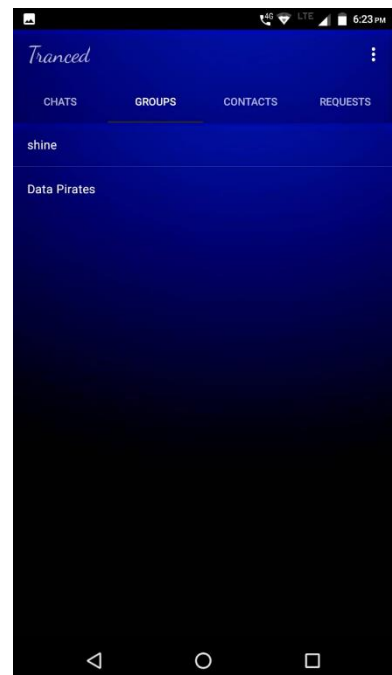 4G LTE 6:23 PM
Tranced
CHATS GROUPS CONTACTS REQUESTS
shine
Data Pirates